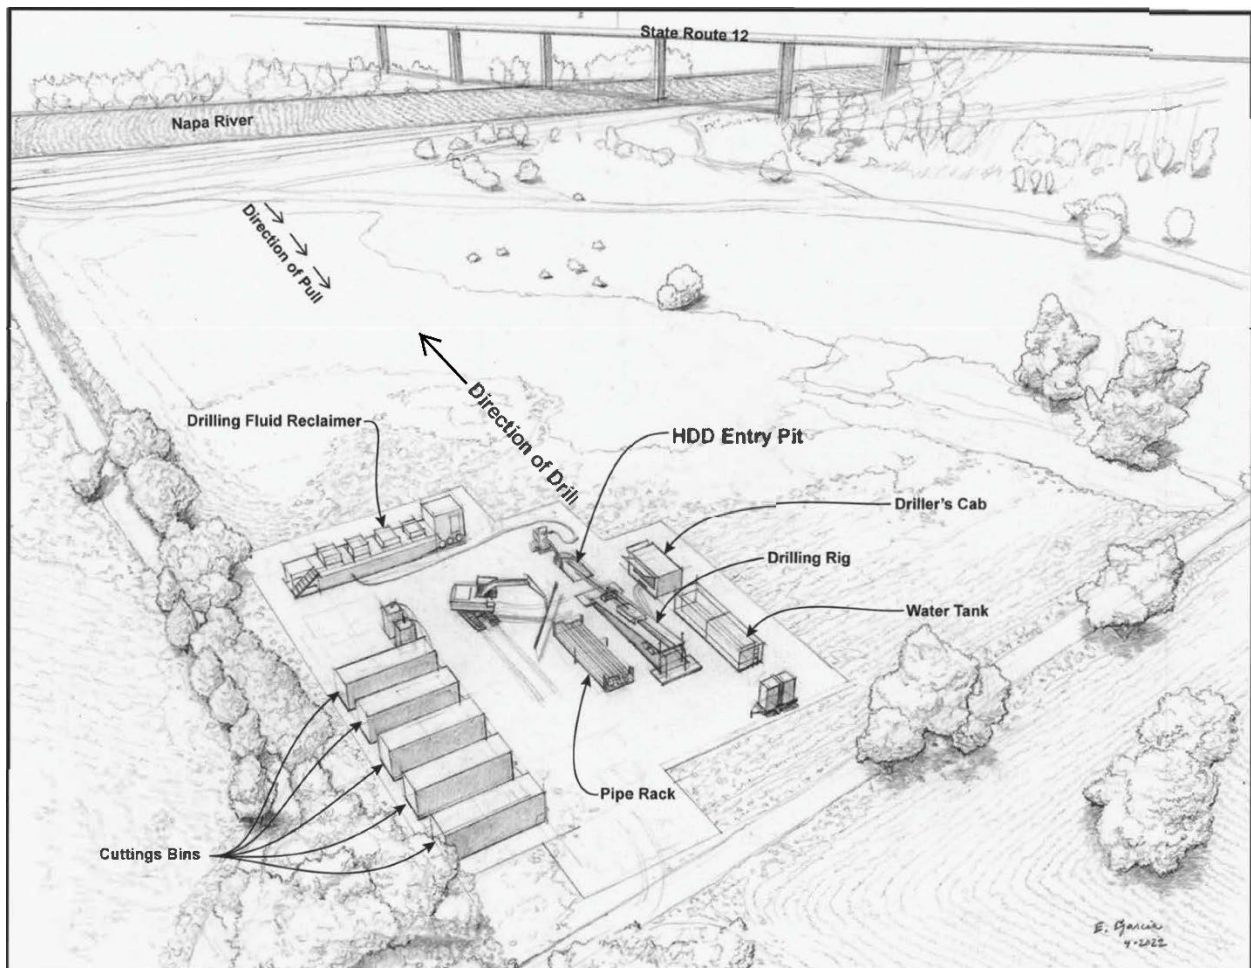 State Route 12
Napa River
Direction of Pull
Direction of Drill
Drilling Fluid Reclaimer
HDD Entry Pit
Driller's Cab
Drilling Rig
Water Tank
Pipe Rack
Cuttings Bins
E. Garcia
4-2022